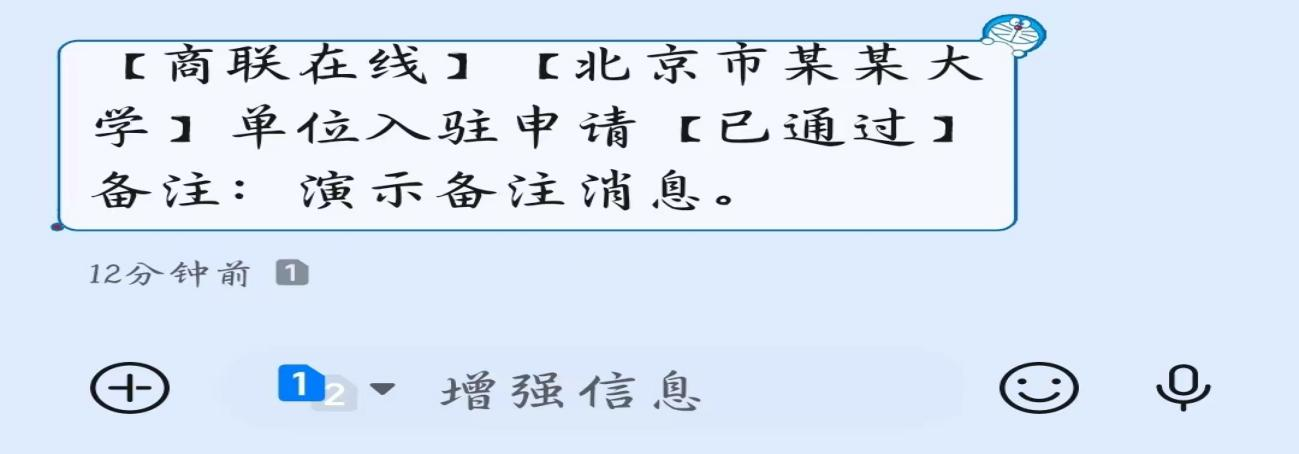 【商联在线】【北京市某某大
学】单位入驻申请【已通过】
备注：演示备注消息。
12分钟前 1
1 2 增强信息